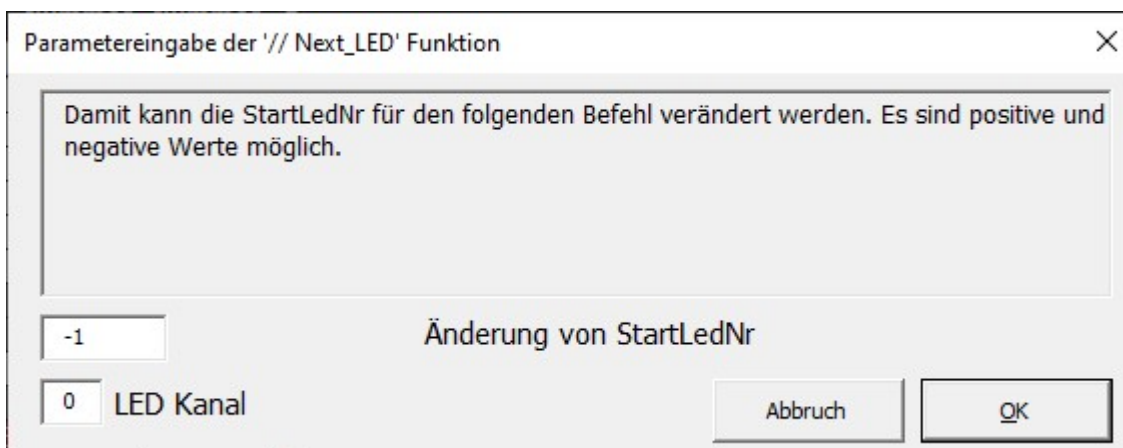 Parametereingabe der '// Next_LED' Funktion
Damit kann die StartLedNr für den folgenden Befehl verändert werden. Es sind positive und
negative Werte möglich.
-1 Änderung von StartLedNr
0 LED Kanal
Abbruch OK